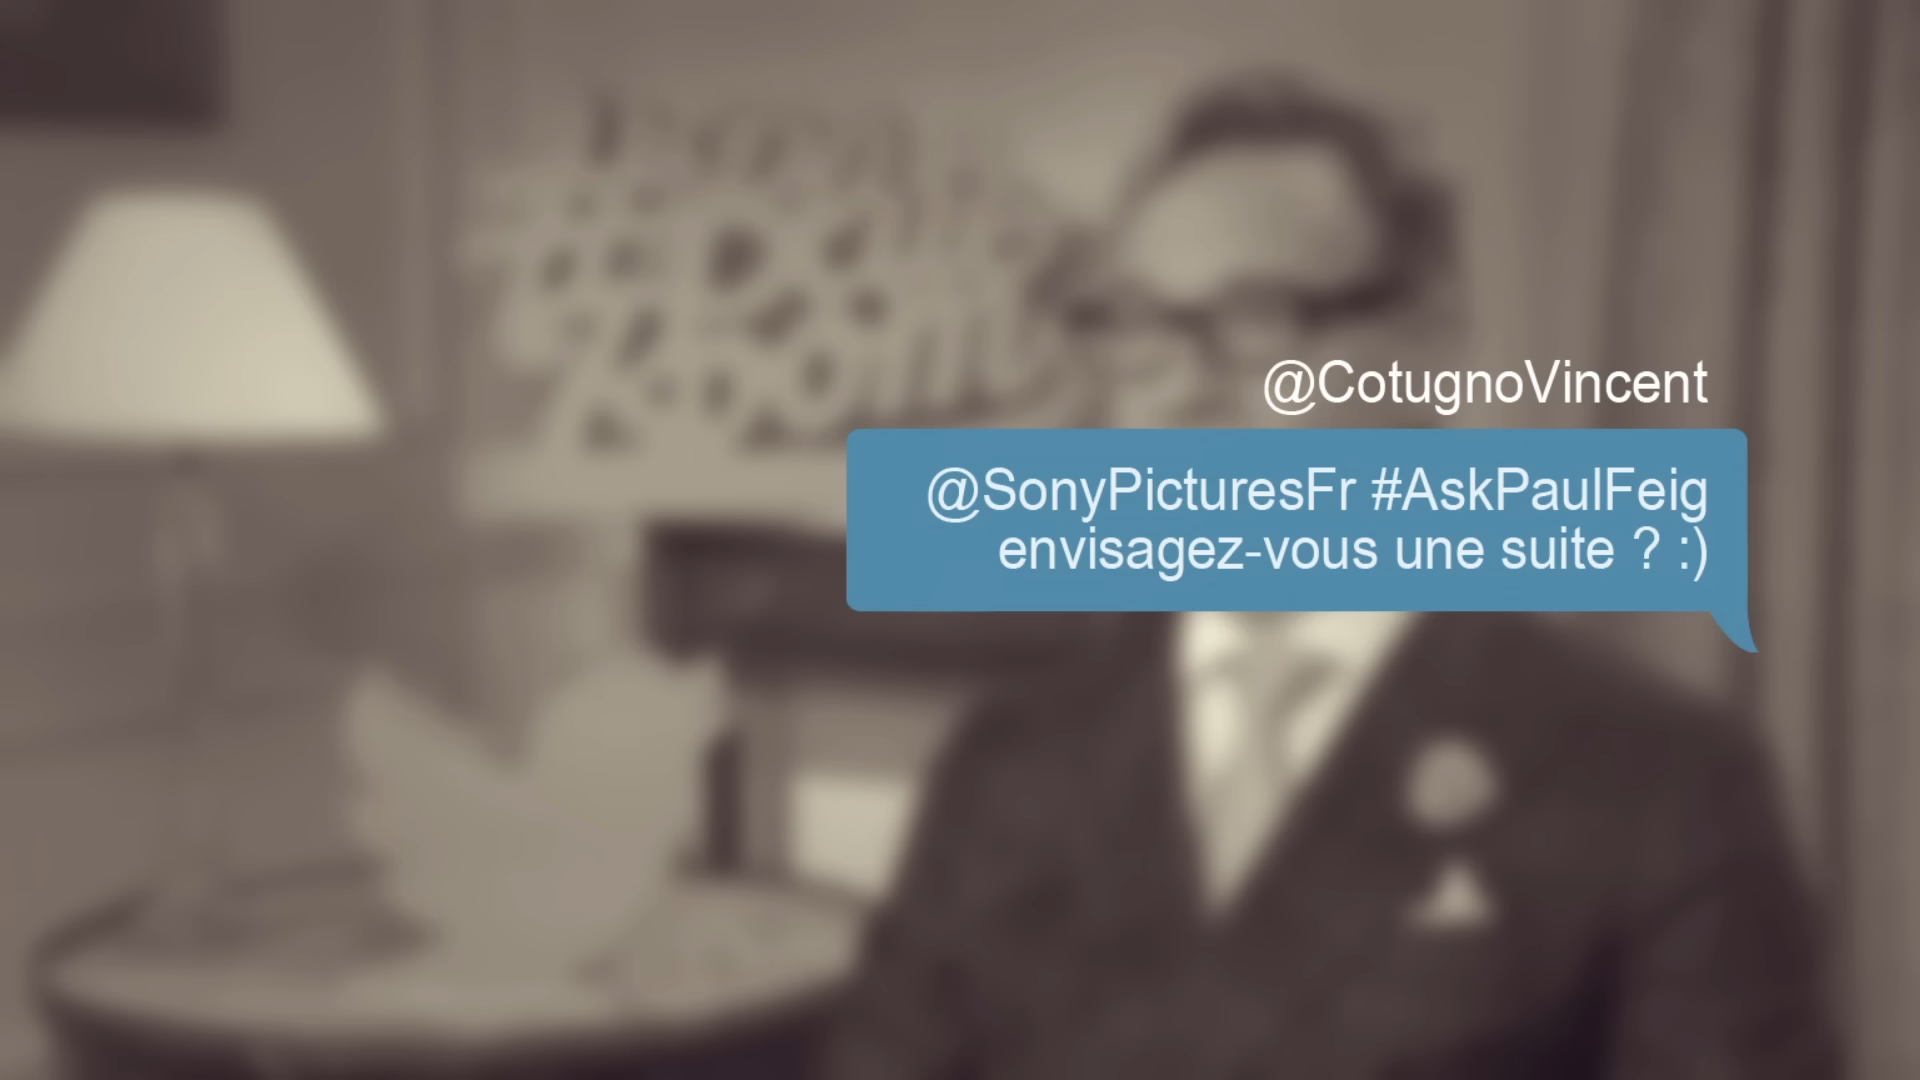 @CotugnoVincent
@SonyPicturesFr #AskPaulFeig
envisagez-vous une suite ? :)